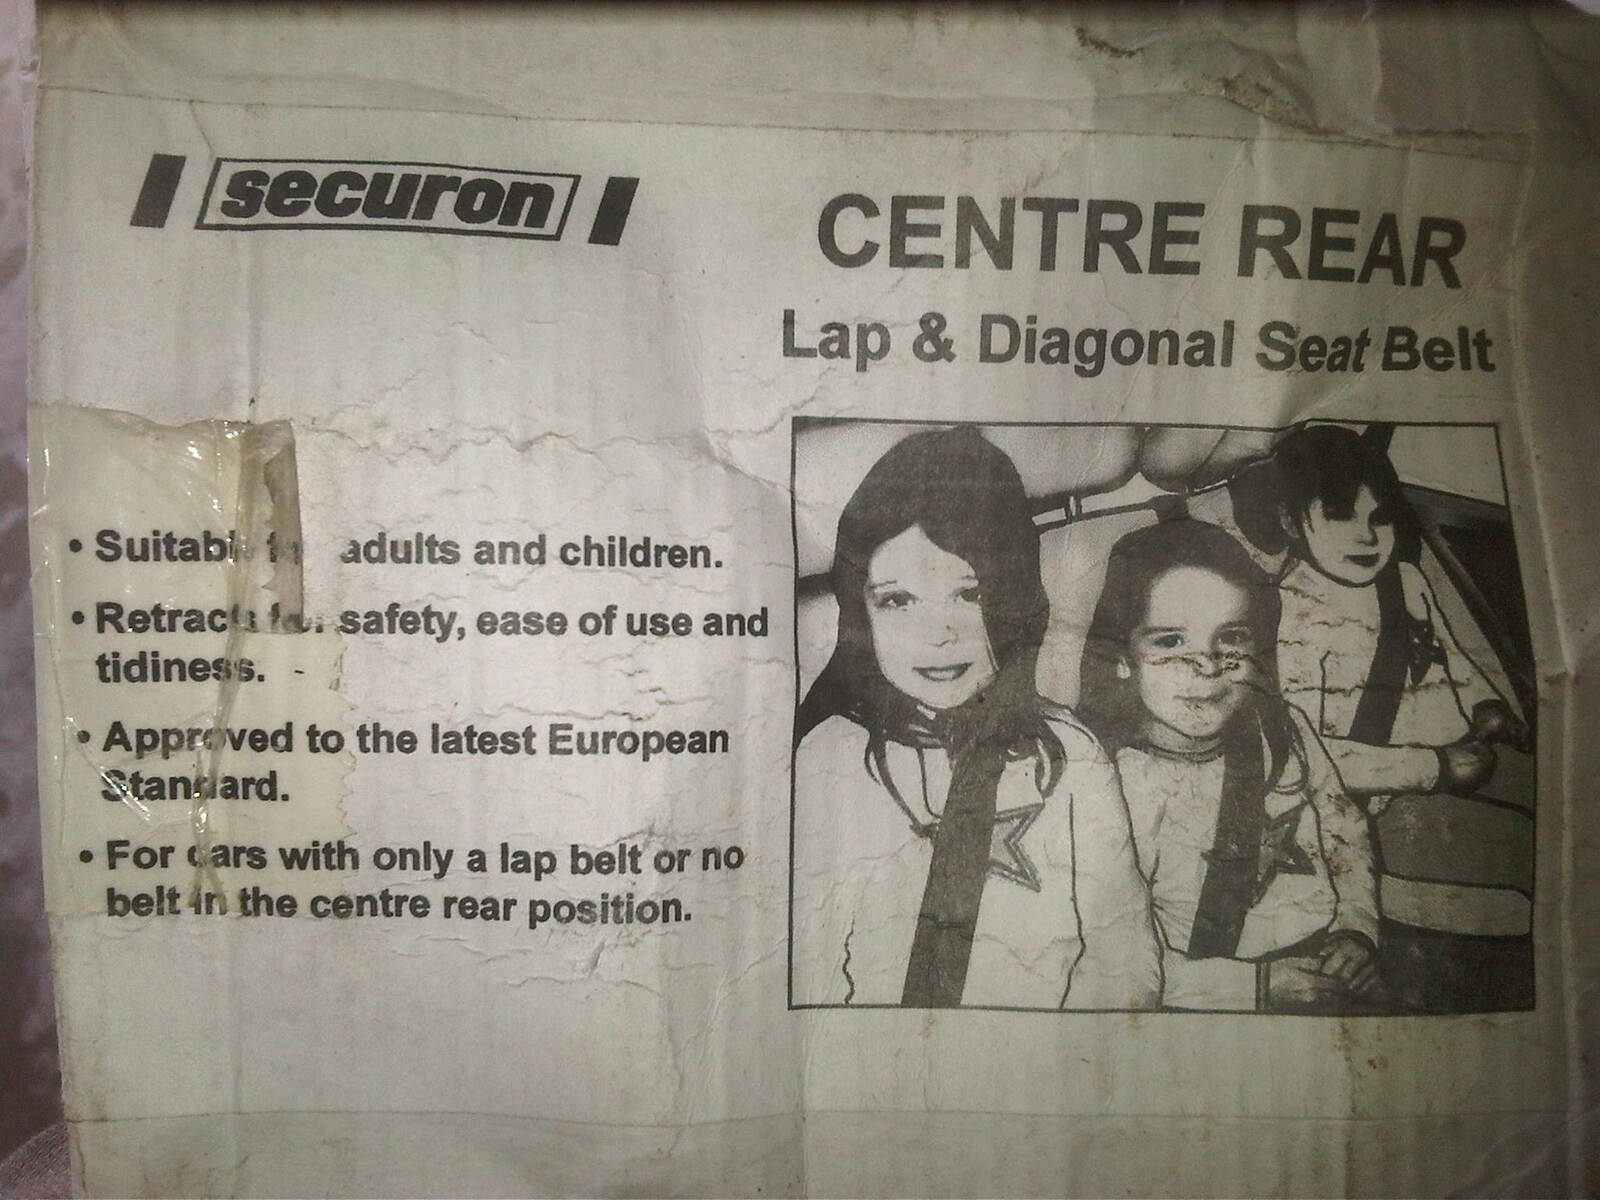 securon
CENTRE REAR
Lap & Diagonal Seat Belt
• Suitable for adults and children.
• Retracts for safety, ease of use and
tidiness.
• Approved to the latest European
Standard.
• For cars with only a lap belt or no
belt in the centre rear position.